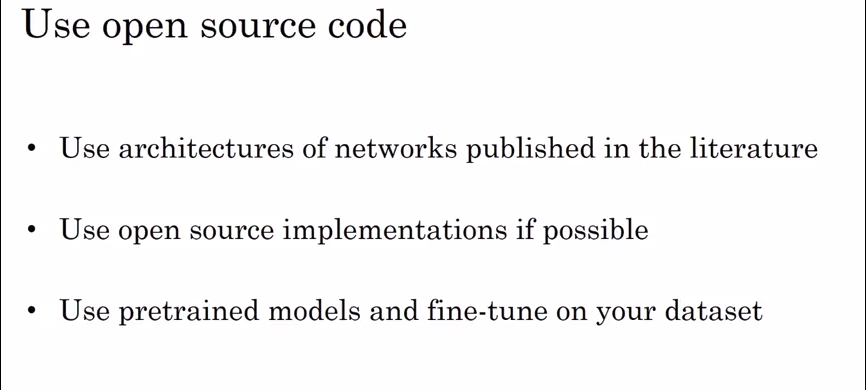 Use open source code
• Use architectures of networks published in the literature
• Use open source implementations if possible
• Use pretrained models and fine-tune on your dataset